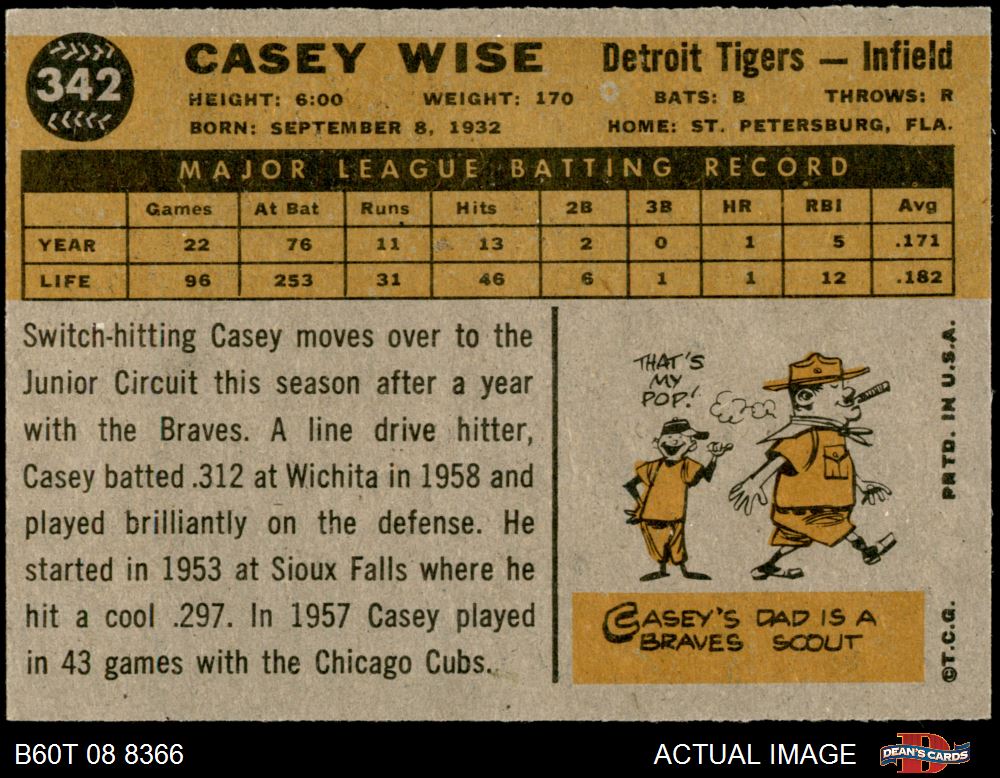 342
CASEY WISE
Detroit Tigers — Infield
HEIGHT: 6:00 WEIGHT: 170 BATS: B THROWS: R
BORN: SEPTEMBER 8, 1932 HOME: ST. PETERSBURG, FLA.
MAJOR LEAGUE BATTING RECORD
Games At Bat Runs Hits 2B 3B HR RBI Avg
YEAR 22 76 11 13 2 0 1 5 .171
LIFE 96 253 31 46 6 1 1 12 .182
Switch-hitting Casey moves over to the
Junior Circuit this season after a year
with the Braves. A line drive hitter,
Casey batted .312 at Wichita in 1958 and
played brilliantly on the defense. He
started in 1953 at Sioux Falls where he
hit a cool .297. In 1957 Casey played
in 43 games with the Chicago Cubs.
THAT'S
MY
POP!
CASEY'S DAD IS A
BRAVES SCOUT
©T.C.G. PRTD. IN U.S.A.
B60T 08 8366
ACTUAL IMAGE
DEAN'S CARDS